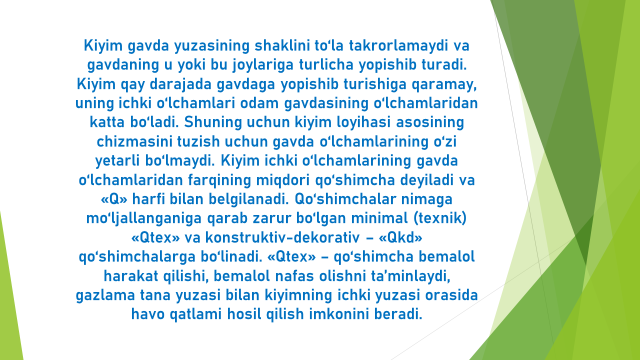 Kiyim gavda yuzasining shaklini to‘la takrorlamaydi va
gavdaning u yoki bu joylariga turlicha yopishib turadi.
Kiyim qay darajada gavdaga yopishib turishiga qaramay,
uning ichki o‘lchamlari odam gavdasining o‘lchamlaridan
katta bo‘ladi. Shuning uchun kiyim loyihasi asosining
chizmasini tuzish uchun gavda o‘lchamlarining o‘zi
yetarli bo‘lmaydi. Kiyim ichki o‘lchamlarining gavda
o‘lchamlaridan farqining miqdori qo‘shimcha deyiladi va
«Q» harfi bilan belgilanadi. Qo‘shimchalar nimaga
mo‘ljallanganiga qarab zarur bo‘lgan minimal (texnik)
«Qtex» va konstruktiv-dekorativ – «Qkd»
qo‘shimchalarga bo‘linadi. «Qtex» – qo‘shimcha bemalol
harakat qilishi, bemalol nafas olishni ta’minlaydi,
gazlama tana yuzasi bilan kiyimning ichki yuzasi orasida
havo qatlami hosil qilish imkonini beradi.